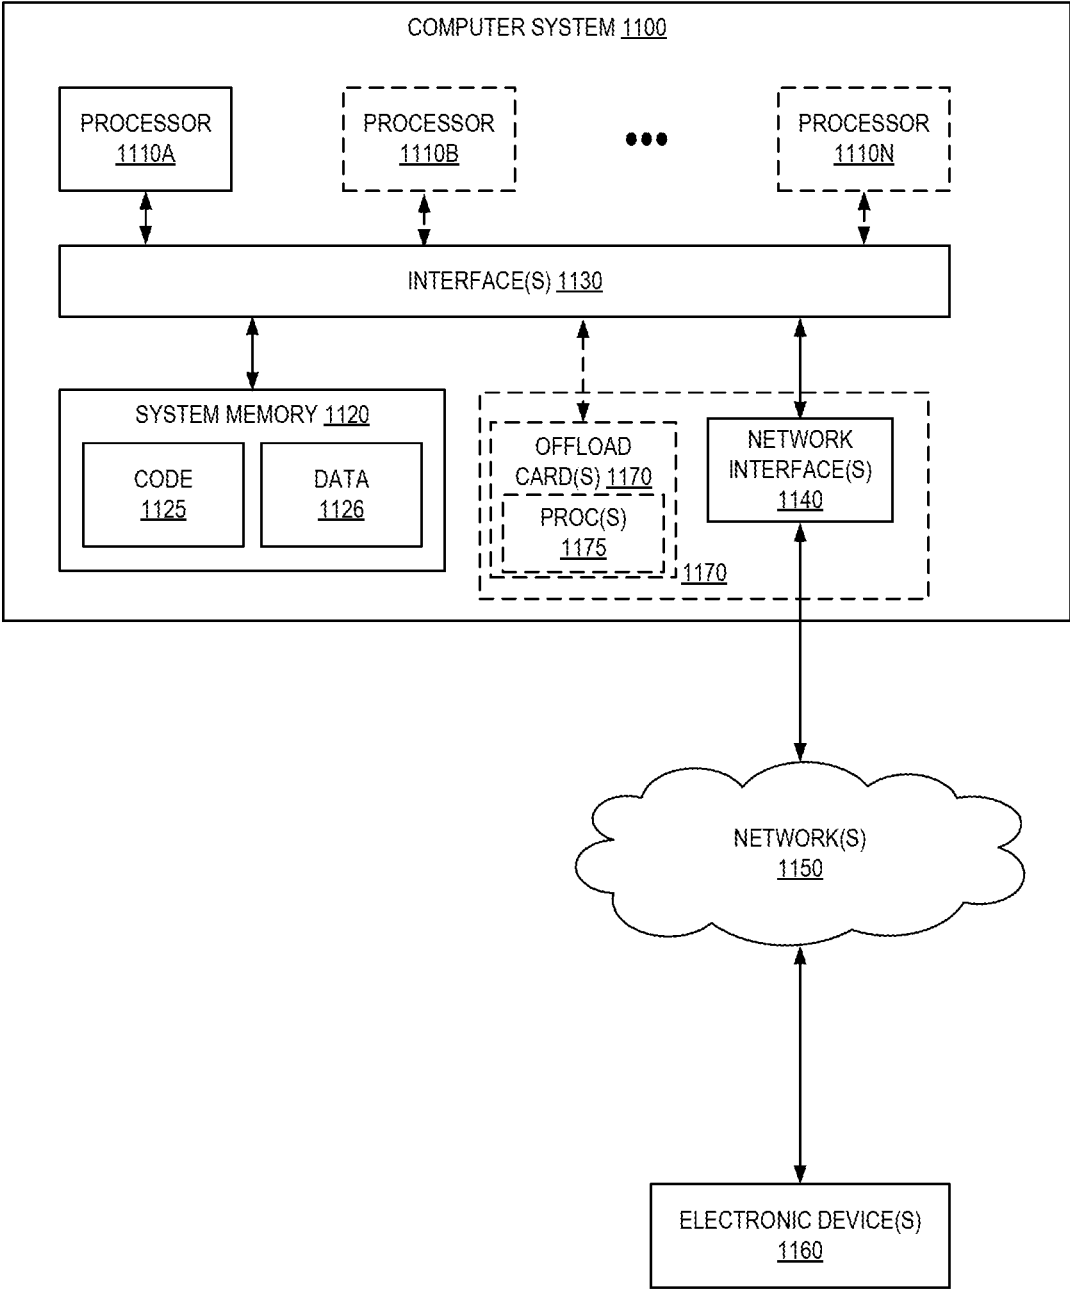 COMPUTER SYSTEM 1100
PROCESSOR
1110A
PROCESSOR
1110B
PROCESSOR
1110N
INTERFACE(S) 1130
SYSTEM MEMORY 1120
CODE
1125
DATA
1126
OFFLOAD
CARD(S) 1170
PROC(S)
1175
1170
NETWORK
INTERFACE(S)
1140
NETWORK(S)
1150
ELECTRONIC DEVICE(S)
1160